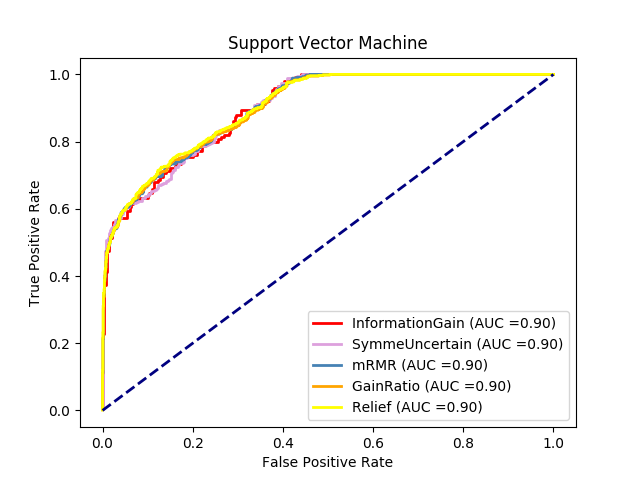 Support Vector Machine
True Positive Rate
1.0
0.8
0.6
0.4
0.2
0.0
InformationGain (AUC =0.90)
SymmeUncertain (AUC =0.90)
mRMR (AUC =0.90)
GainRatio (AUC =0.90)
Relief (AUC =0.90)
0.0 0.2 0.4 0.6 0.8 1.0
False Positive Rate